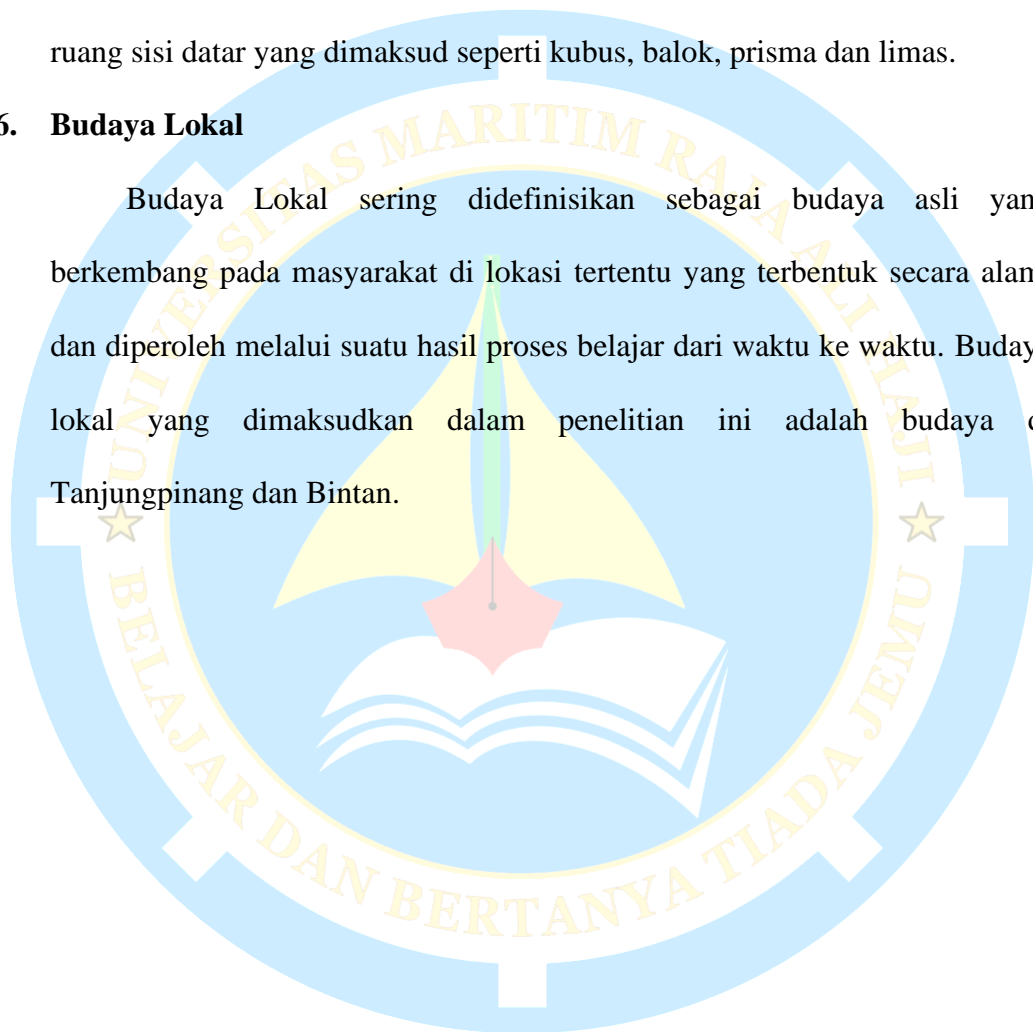 ruang sisi datar yang dimaksud seperti kubus, balok, prisma dan limas.
6. Budaya Lokal
Budaya Lokal sering didefinisikan sebagai budaya asli yan
berkembang pada masyarakat di lokasi tertentu yang terbentuk secara alam
dan diperoleh melalui suatu hasil proses belajar dari waktu ke waktu. Buday
lokal yang dimaksudkan dalam penelitian ini adalah budaya d
Tanjungpinang dan Bintan.
UNIVERSITAS MARITIM RAJA ALI HAJI
BELAJAR DAN BERTANYA TIADA JEMU